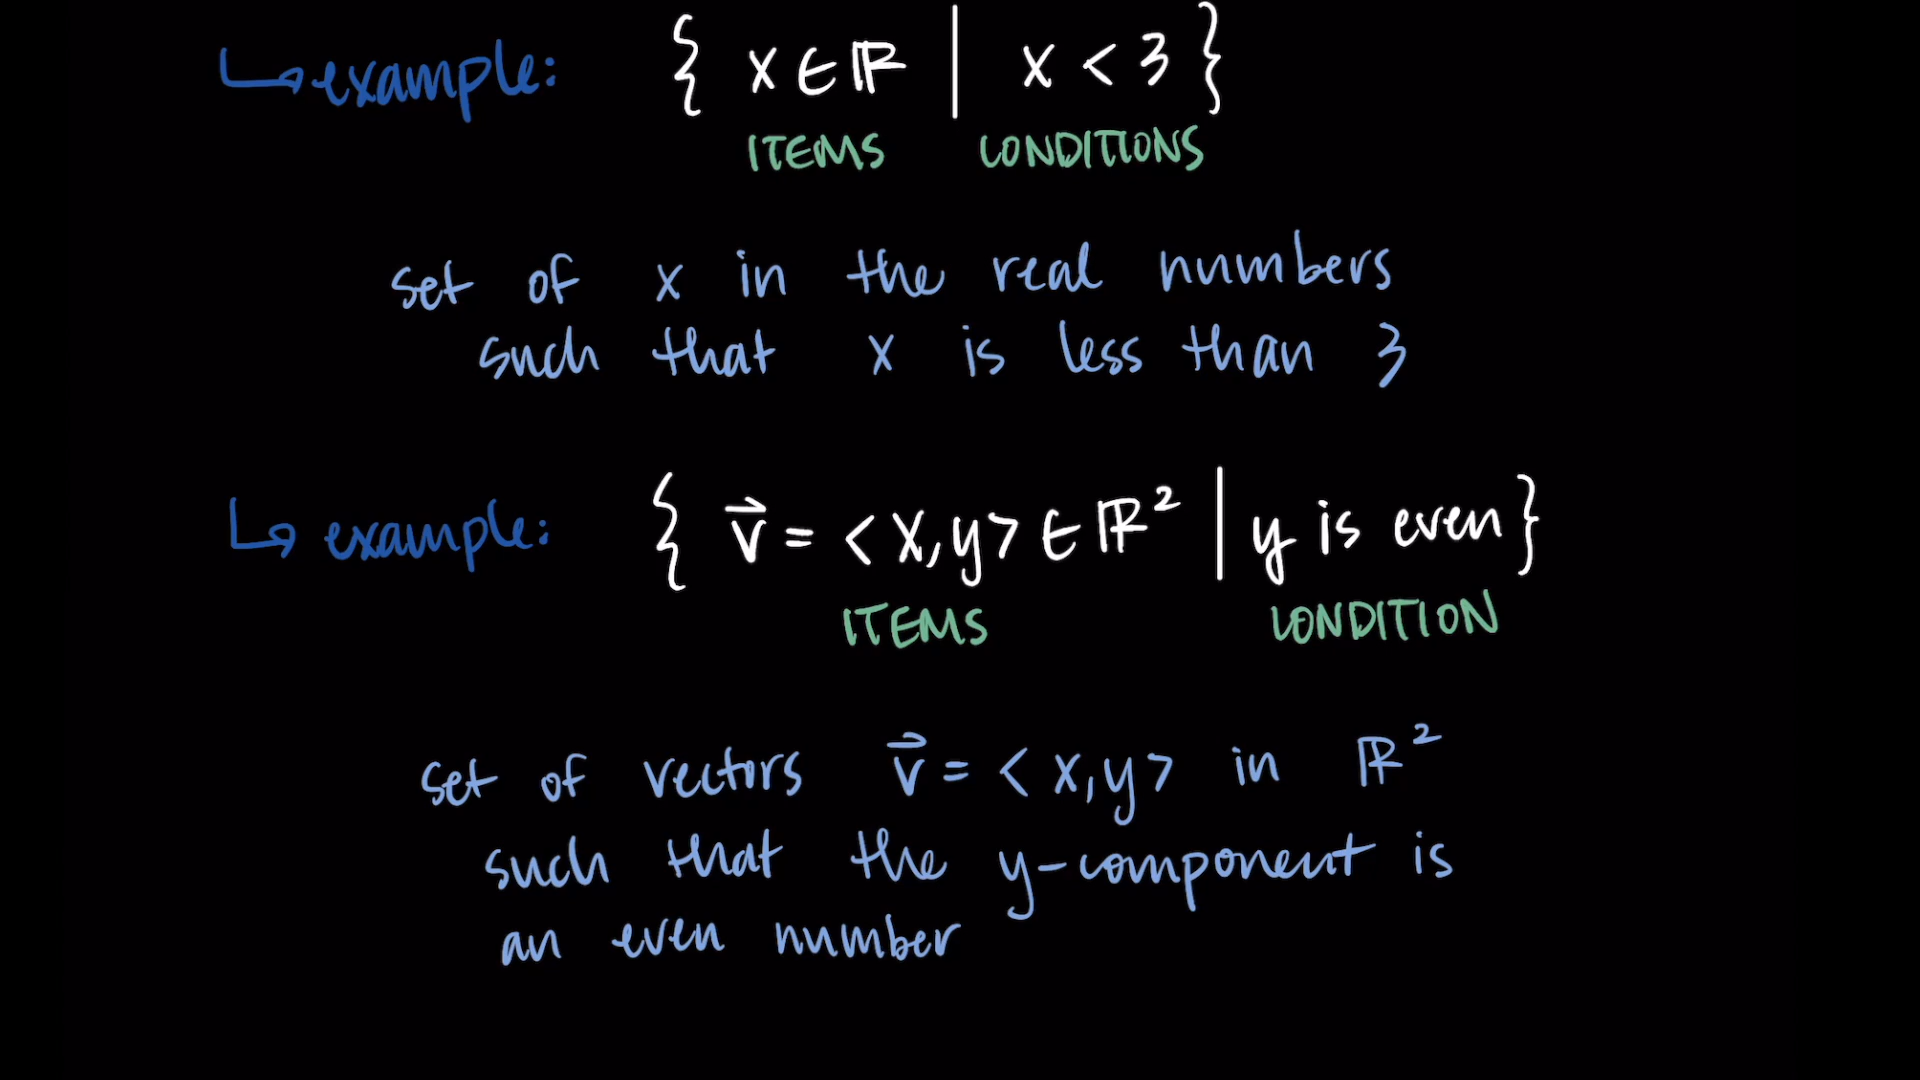 ↳ example: { x ∈ ℝ | x < 3 }
ITEMS CONDITIONS
set of x in the real numbers
such that x is less than 3
↳ example: { v⃗ = <x,y> ∈ ℝ² | y is even }
ITEMS CONDITION
set of vectors v⃗ = <x,y> in ℝ²
such that the y-component is
an even number